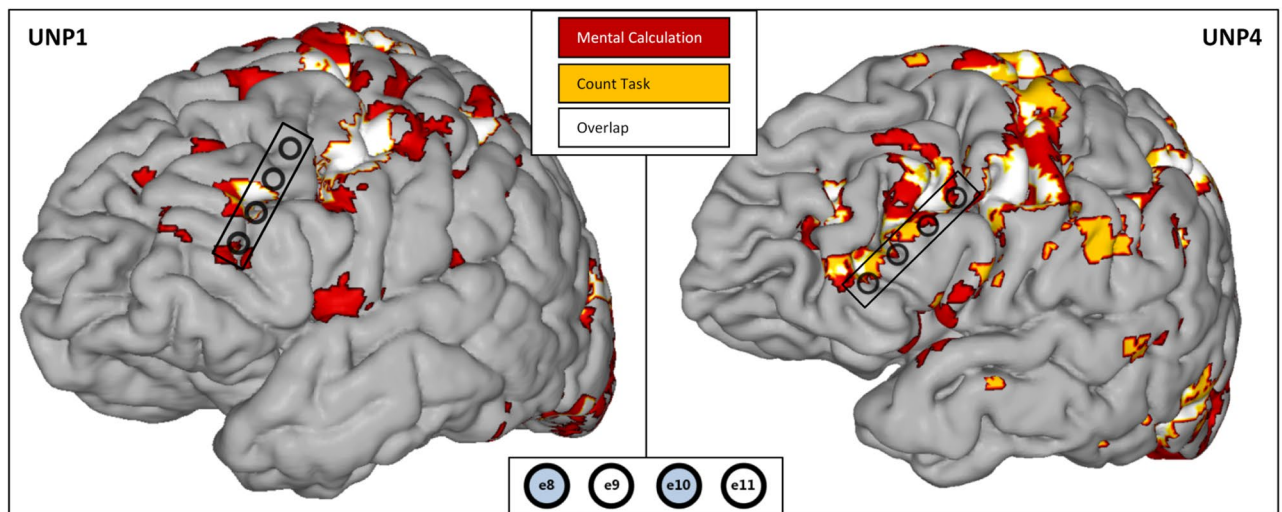 UNP1
Mental Calculation
Count Task
Overlap
UNP4
e8 e9 e10 e11